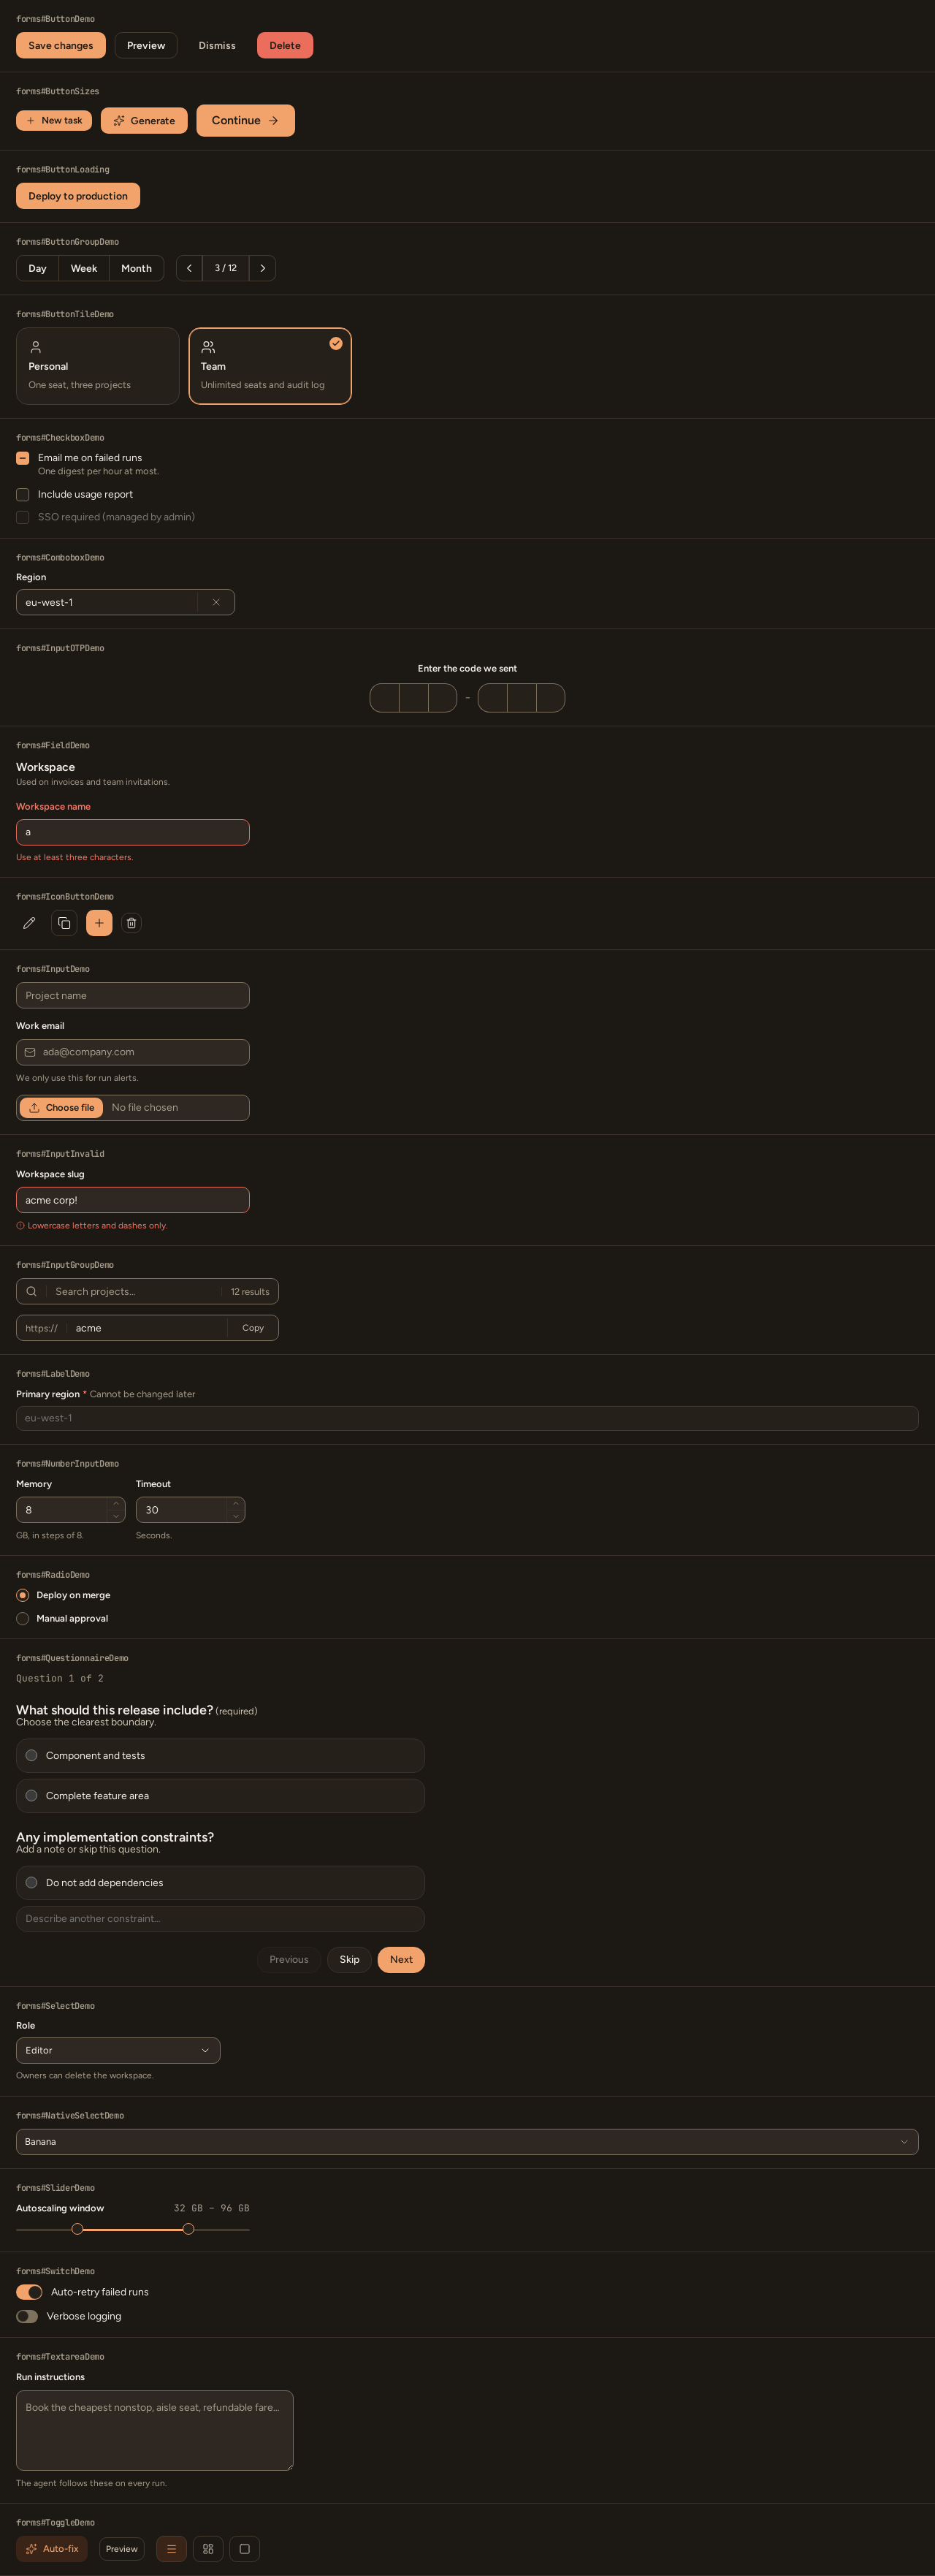 forms#ButtonDemo
Save changes Preview Dismiss Delete
forms#ButtonSizes
New task Generate Continue
forms#ButtonLoading
Deploy to production
forms#ButtonGroupDemo
Day Week Month 3 / 12
forms#ButtonTileDemo
Personal Team
One seat, three projects Unlimited seats and audit log
forms#CheckboxDemo
Email me on failed runs
One digest per hour at most.
Include usage report
SSO required (managed by admin)
forms#ComboboxDemo
Region
eu-west-1
forms#InputOTPDemo
Enter the code we sent
–
forms#FieldDemo
Workspace
Used on invoices and team invitations.
Workspace name
a
Use at least three characters.
forms#IconButtonDemo
forms#InputDemo
Project name
Work email
ada@company.com
We only use this for run alerts.
Choose file No file chosen
forms#InputInvalid
Workspace slug
acme corp!
Lowercase letters and dashes only.
forms#InputGroupDemo
Search projects... 12 results
https:// acme Copy
forms#LabelDemo
Primary region * Cannot be changed later
eu-west-1
forms#NumberInputDemo
Memory Timeout
8 30
GB, in steps of 8. Seconds.
forms#RadioDemo
Deploy on merge
Manual approval
forms#QuestionnaireDemo
Question 1 of 2
What should this release include? (required)
Choose the clearest boundary.
Component and tests
Complete feature area
Any implementation constraints?
Add a note or skip this question.
Do not add dependencies
Describe another constraint...
Previous Skip Next
forms#SelectDemo
Role
Editor
Owners can delete the workspace.
forms#NativeSelectDemo
Banana
forms#SliderDemo
Autoscaling window 32 GB – 96 GB
forms#SwitchDemo
Auto-retry failed runs
Verbose logging
forms#TextareaDemo
Run instructions
Book the cheapest nonstop, aisle seat, refundable fare...
The agent follows these on every run.
forms#ToggleDemo
Auto-fix Preview